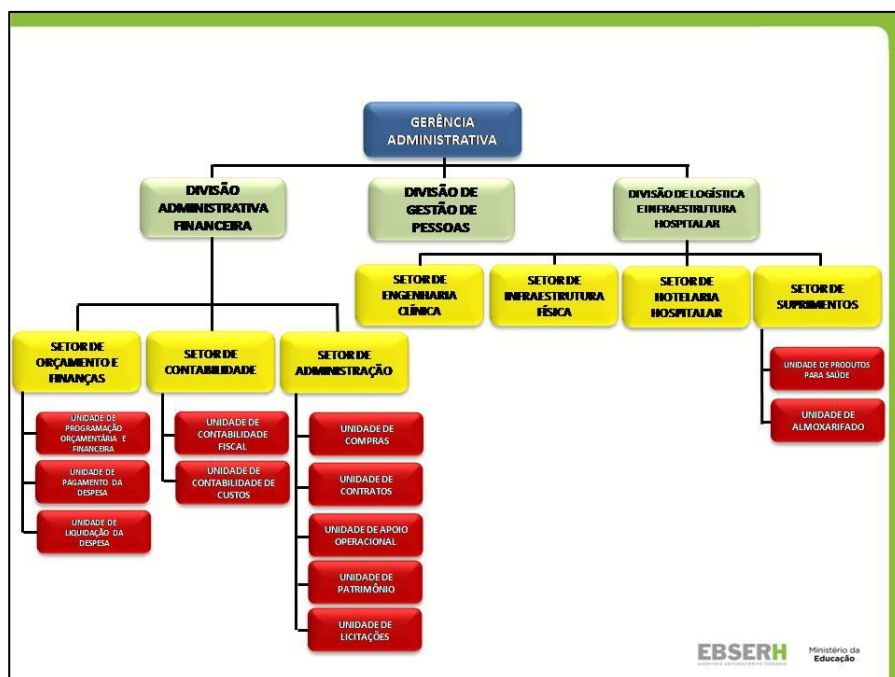 GERÊNCIA
ADMINISTRATIVA
DIVISÃO
ADMINISTRATIVA
FINANCEIRA
DIVISÃO DE
GESTÃO DE
PESSOAS
DIVISÃO DE LOGÍSTICA
E INFRAESTRUTURA
HOSPITALAR
SETOR DE
ENGENHARIA
CLÍNICA
SETOR DE
INFRAESTRUTURA
FÍSICA
SETOR DE
HOTELARIA
HOSPITALAR
SETOR DE
SUPRIMENTOS
SETOR DE
ORÇAMENTO E
FINANÇAS
SETOR DE
CONTABILIDADE
SETOR DE
ADMINISTRAÇÃO
UNIDADE DE PRODUTOS
PARA SAÚDE
UNIDADE DE
ALMOXARIFADO
UNIDADE DE
PROGRAMAÇÃO
ORÇAMENTÁRIA E
FINANCEIRA
UNIDADE DE
PAGAMENTO DA
DESPESA
UNIDADE DE
LIQUIDAÇÃO DA
DESPESA
UNIDADE DE
CONTABILIDADE
FISCAL
UNIDADE DE
CONTABILIDADE DE
CUSTOS
UNIDADE DE
COMPRAS
UNIDADE DE
CONTRATOS
UNIDADE DE APOIO
OPERACIONAL
UNIDADE DE
PATRIMÔNIO
UNIDADE DE
LICITAÇÕES
EBSERH
HOSPITAIS UNIVERSITÁRIOS FEDERAIS
Ministério da
Educação